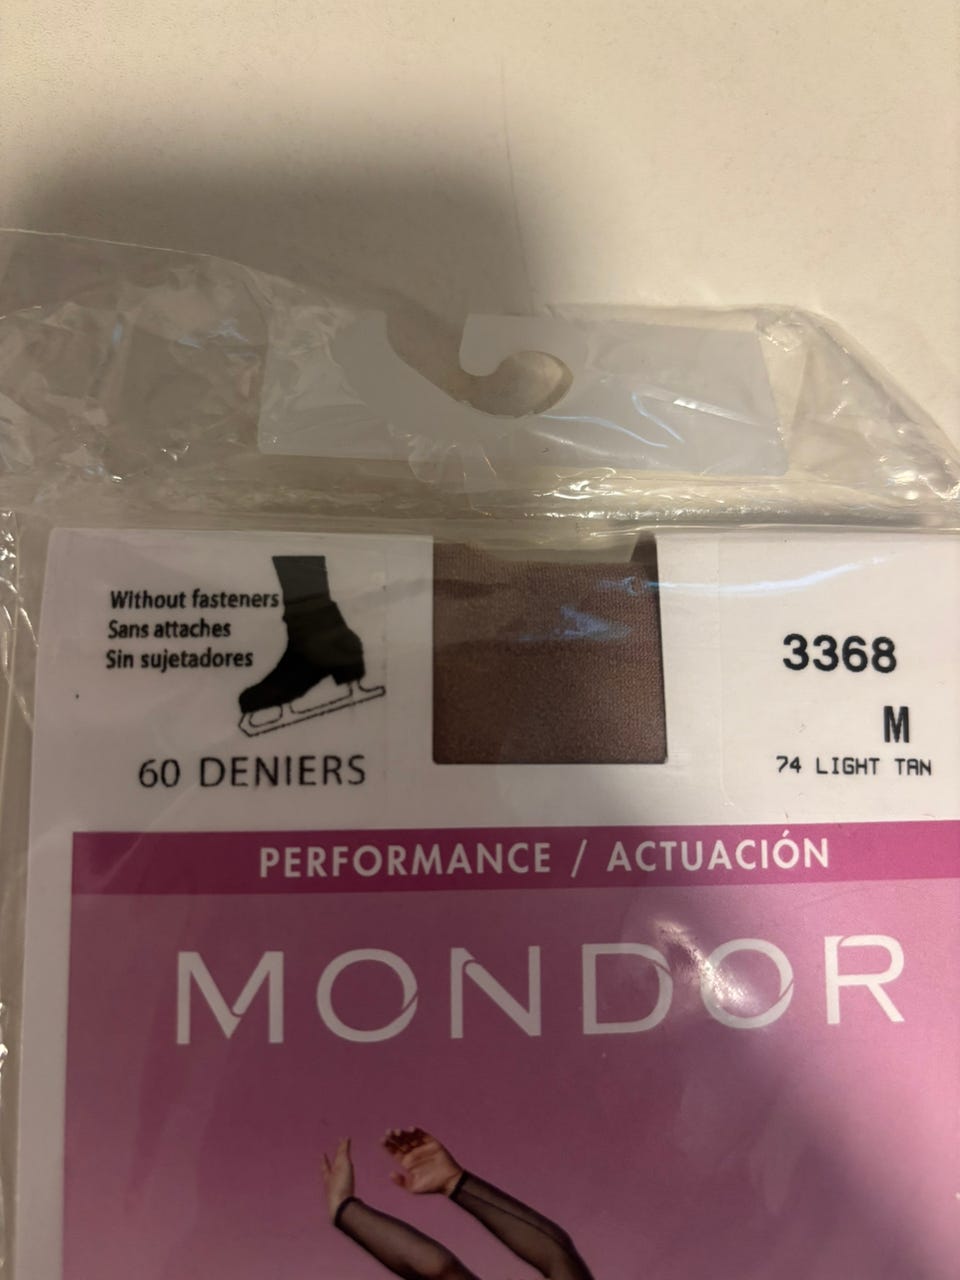 Without fasteners
Sans attaches
Sin sujetadores
60 DENIERS
3368
M
74 LIGHT TAN
PERFORMANCE / ACTUACIÓN
MONDOR